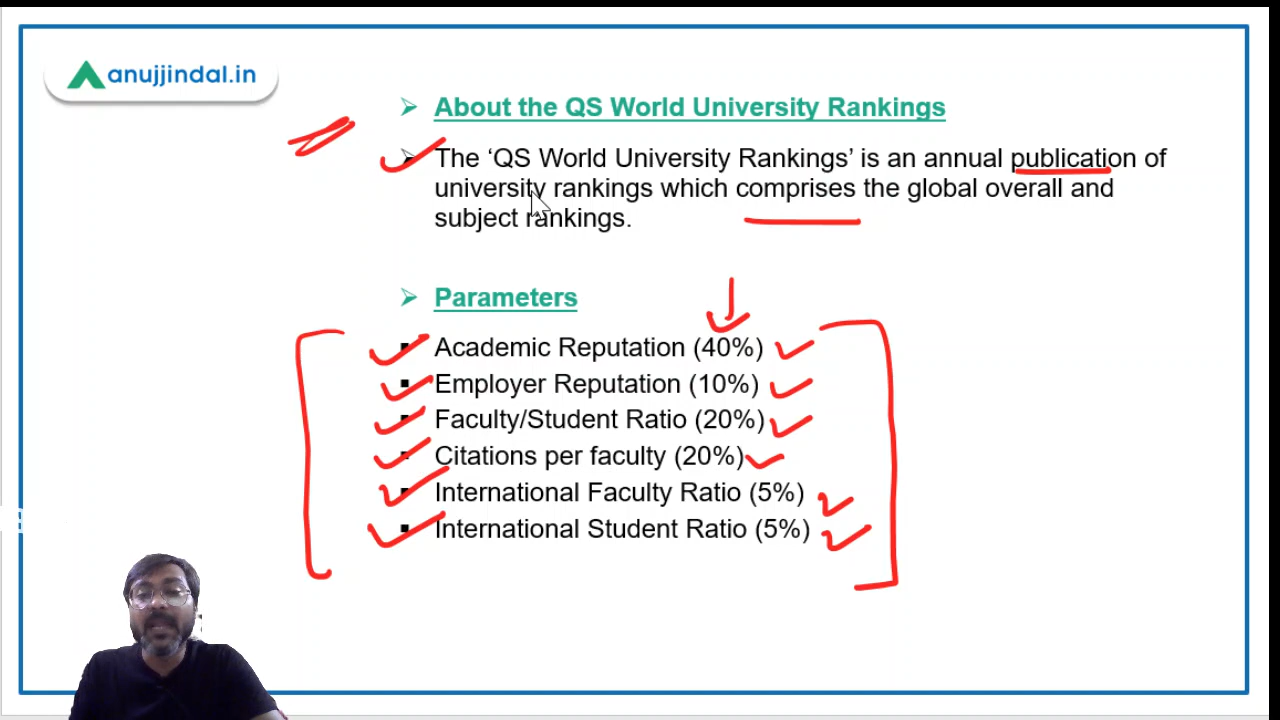 anujjindal.in
About the QS World University Rankings
The ‘QS World University Rankings’ is an annual publication of
university rankings which comprises the global overall and
subject rankings.
Parameters
Academic Reputation (40%)
Employer Reputation (10%)
Faculty/Student Ratio (20%)
Citations per faculty (20%)
International Faculty Ratio (5%)
International Student Ratio (5%)